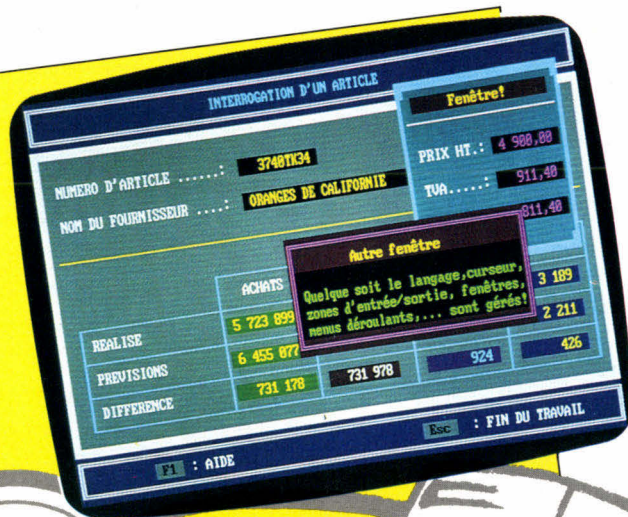 INTERROGATION D'UN ARTICLE
Fenêtre!
NUMERO D'ARTICLE .....: 3740TK34
PRIX HT.: 4 900,00
NOM DU FOURNISSEUR ....: ORANGES DE CALIFORNIE
TVA.....: 911,40
811,40
Autre fenêtre
Quelque soit le langage,curseur,
zones d'entrée/sortie, fenêtres,
menus déroulants,... sont gérés!
ACHATS
REALISE 5 723 899 3 189
PREVISIONS 6 455 077 2 211
DIFFERENCE 731 178 731 978 924 426
F1 : AIDE Esc : FIN DU TRAVAIL